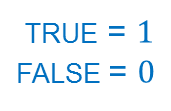 TRUE = 1
FALSE = 0